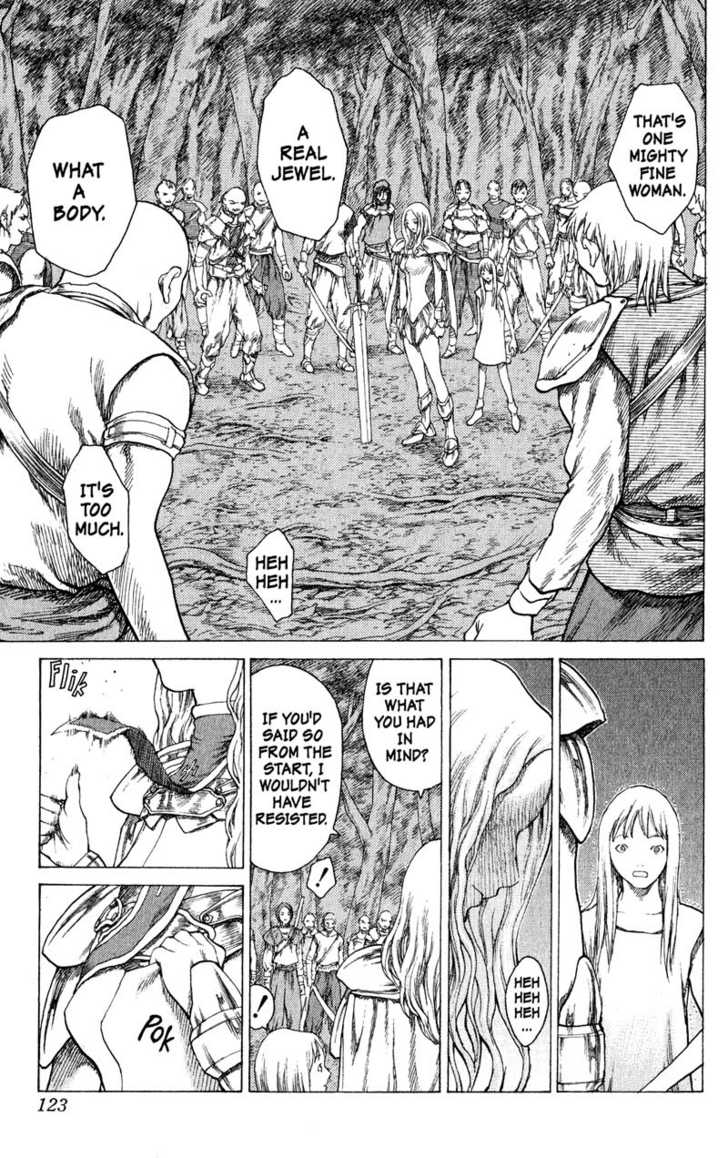 THAT'S
ONE
MIGHTY
FINE
WOMAN.
A
REAL
JEWEL.
WHAT
A
BODY.
IT'S
TOO
MUCH.
HEH
HEH
...
HEH
HEH
HEH
...
IS THAT
WHAT
YOU HAD
IN
MIND?
IF YOU'D
SAID SO
FROM THE
START, I
WOULDN'T
HAVE
RESISTED.
!
!
Flik
POK
123